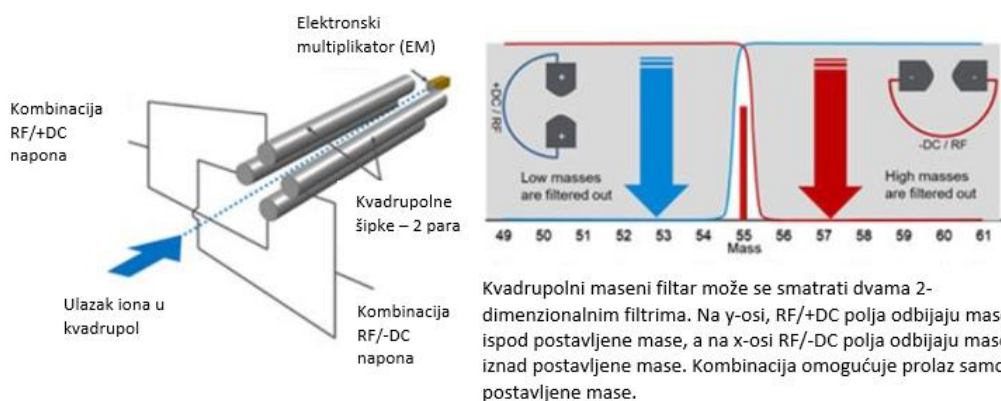 Elektronski
multiplikator (EM)
Kombinacija
RF/+DC
napona
Kvadrupolne
šipke – 2 para
Ulazak iona u
kvadrupol
Kombinacija
RF/-DC
napona
+DC / RF
+
+
Low masses
are filtered out
-
-
-DC / RF
High masses
are filtered out
49 50 51 52 53 54 55 56 57 58 59 60 61
Mass
Kvadrupolni maseni filtar može se smatrati dvama 2-
dimenzionalnim filtrima. Na y-osi, RF/+DC polja odbijaju mase
ispod postavljene mase, a na x-osi RF/-DC polja odbijaju mase
iznad postavljene mase. Kombinacija omogućuje prolaz samo
postavljene mase.